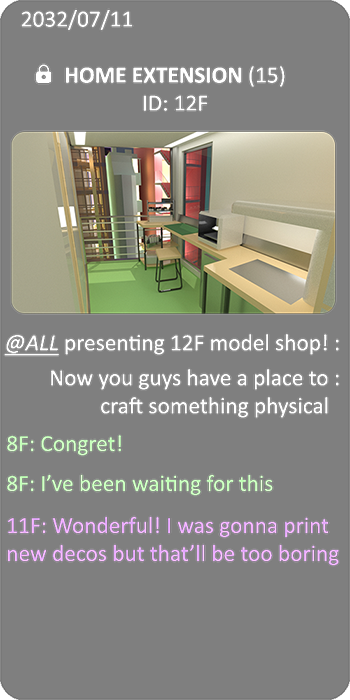 2032/07/11
HOME EXTENSION (15)
ID: 12F
@ALL presenting 12F model shop! :
Now you guys have a place to :
craft something physical
8F: Congret!
8F: I've been waiting for this
11F: Wonderful! I was gonna print
new decos but that'll be too boring